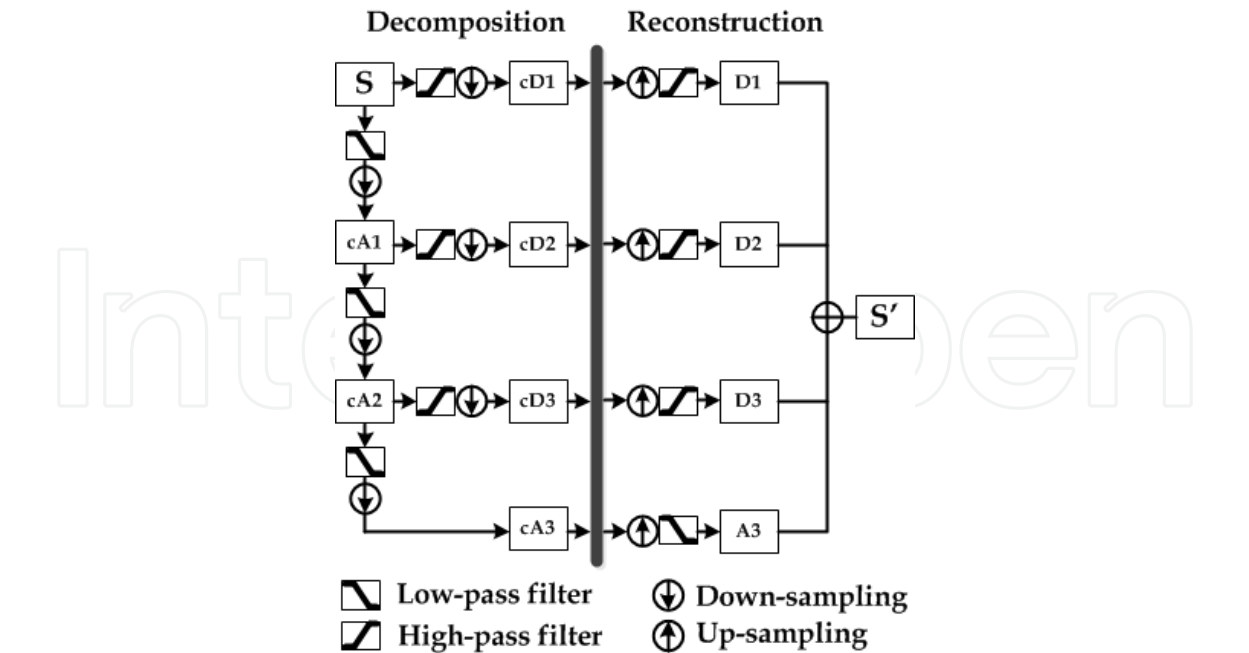 Decomposition Reconstruction
S cD1 D1
cA1 cD2 D2
S′
cA2 cD3 D3
cA3 A3
Low-pass filter Down-sampling
High-pass filter Up-sampling